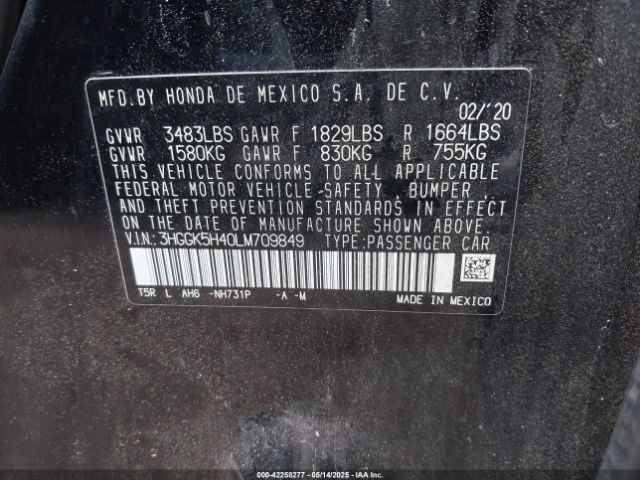 MFD.BY HONDA DE MEXICO S.A. DE C.V.
02/'20
GVWR 3483LBS GAWR F 1829LBS R 1664LBS
GVWR 1580KG GAWR F 830KG R 755KG
THIS VEHICLE CONFORMS TO ALL APPLICABLE
FEDERAL MOTOR VEHICLE-SAFETY, BUMPER,
AND THEFT PREVENTION STANDARDS IN EFFECT
ON THE DATE OF MANUFACTURE SHOWN ABOVE.
V.I.N.: 3HGGK5H40LM709849 TYPE:PASSENGER CAR
T5R L AH6 -NH731P -A -M
MADE IN MEXICO
000-42258277 - 05/14/2025 - IAA Inc.